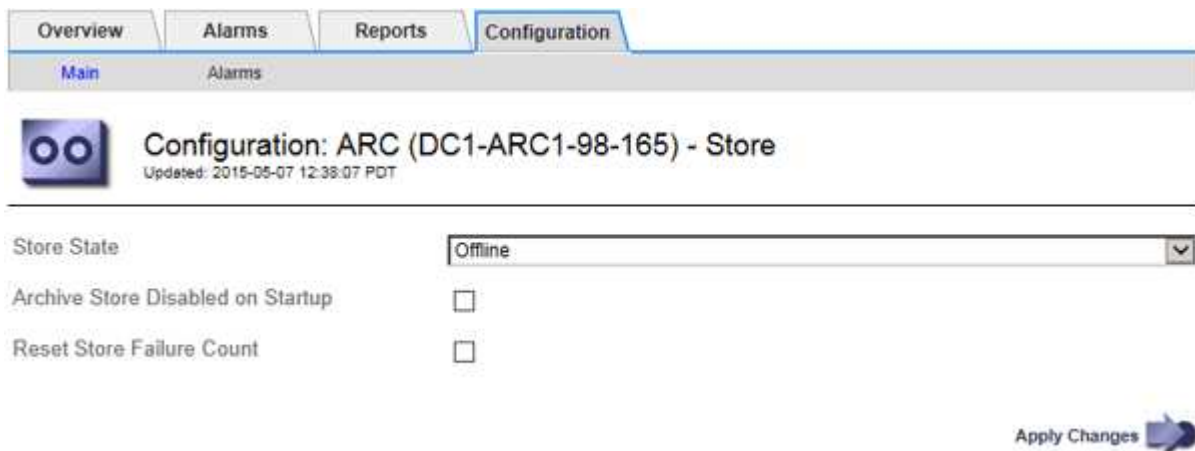 Overview Alarms Reports Configuration
Main Alarms
Configuration: ARC (DC1-ARC1-98-165) - Store
Updated: 2015-05-07 12:38:07 PDT
Store State Offline
Archive Store Disabled on Startup
Reset Store Failure Count
Apply Changes